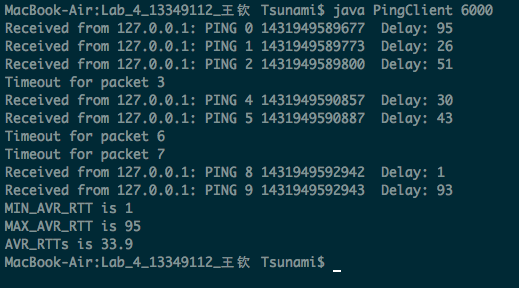 MacBook-Air:Lab_4_13349112_王钦 Tsunami$ java PingClient 6000
Received from 127.0.0.1: PING 0 1431949589677  Delay: 95
Received from 127.0.0.1: PING 1 1431949589773  Delay: 26
Received from 127.0.0.1: PING 2 1431949589800  Delay: 51
Timeout for packet 3
Received from 127.0.0.1: PING 4 1431949590857  Delay: 30
Received from 127.0.0.1: PING 5 1431949590887  Delay: 43
Timeout for packet 6
Timeout for packet 7
Received from 127.0.0.1: PING 8 1431949592942  Delay: 1
Received from 127.0.0.1: PING 9 1431949592943  Delay: 93
MIN_AVR_RTT is 1
MAX_AVR_RTT is 95
AVR_RTTs is 33.9
MacBook-Air:Lab_4_13349112_王钦 Tsunami$